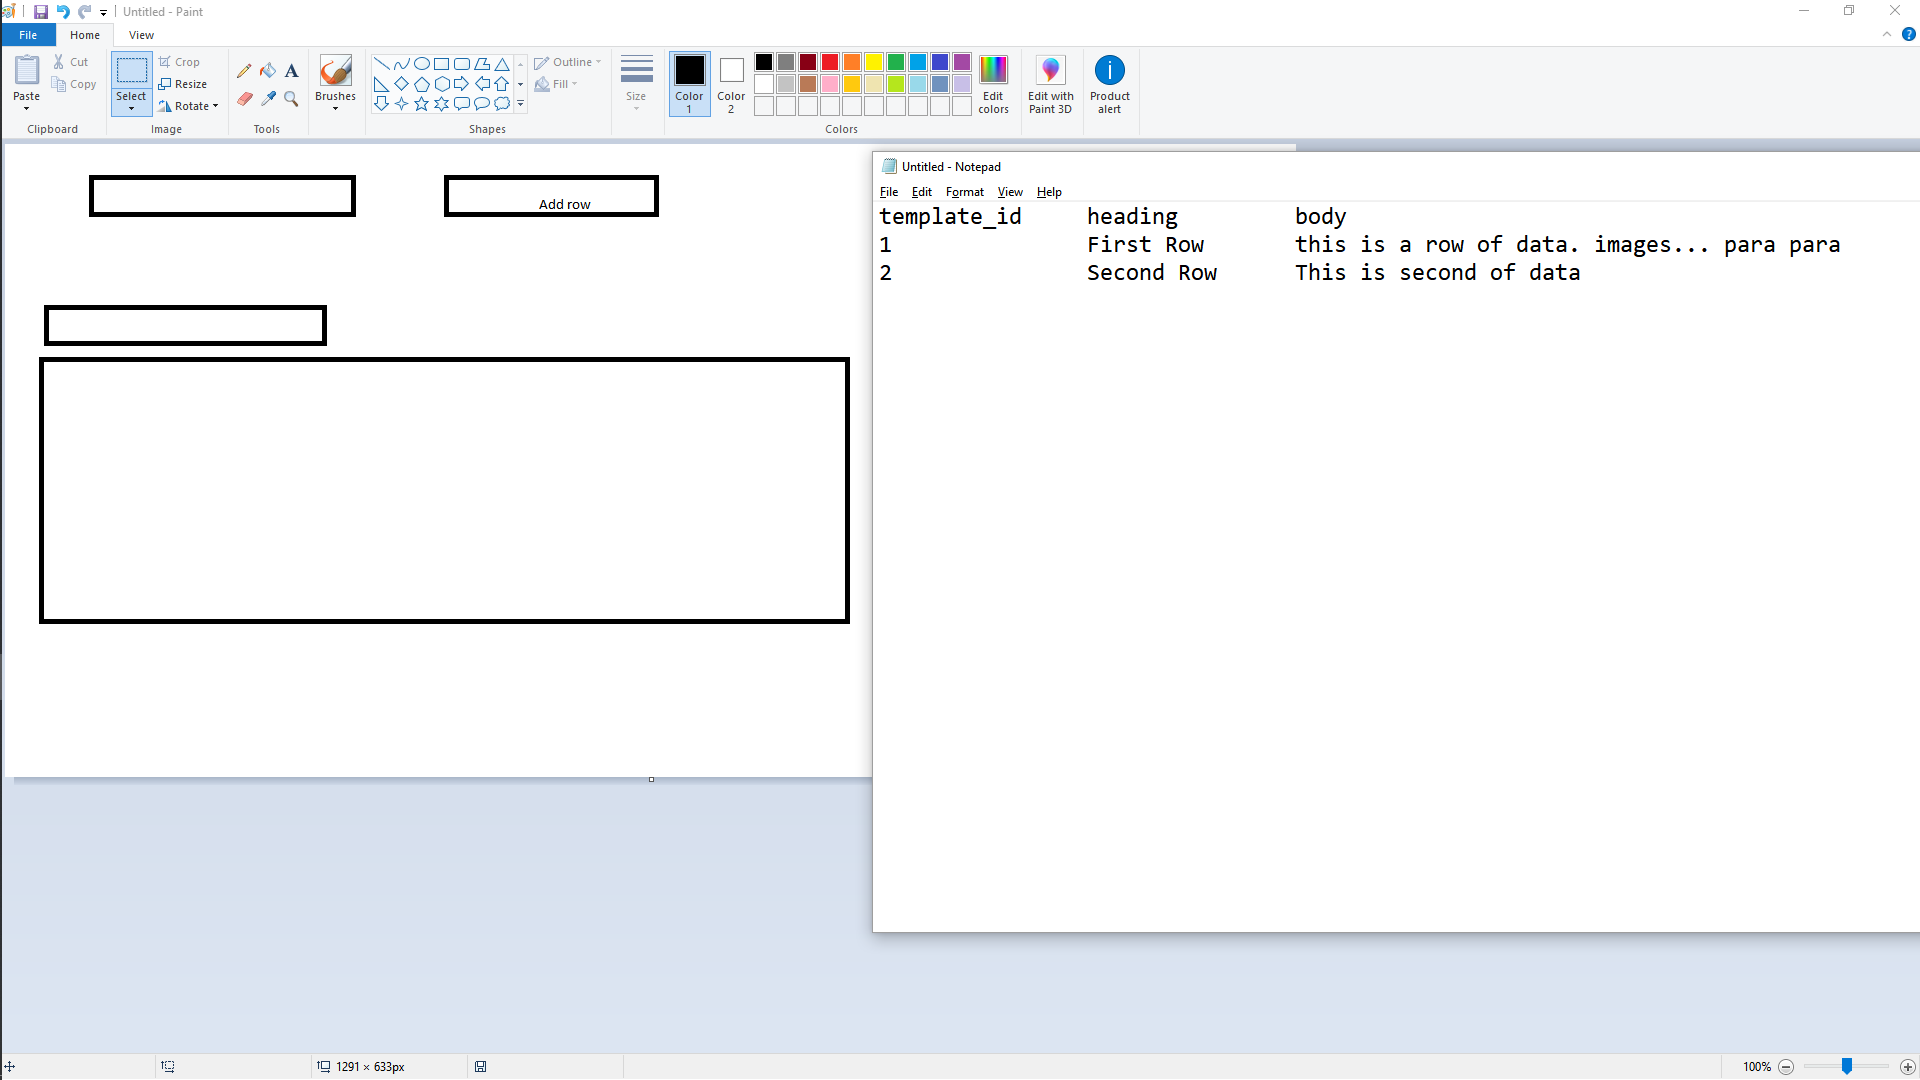 Untitled - Paint
File Home View
Paste
Cut
Copy
Clipboard
Select
Crop
Resize
Rotate
Image
A
Tools
Brushes
Shapes
Outline
Fill
Size
Color 1
Color 2
Colors
Edit colors
Edit with Paint 3D
Product alert
Add row
Untitled - Notepad
File Edit Format View Help
template_id heading body
1 First Row this is a row of data. images... para para
2 Second Row This is second of data
1291 × 633px
100%